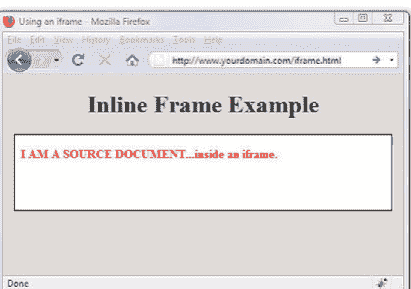 Using an iframe - Mozilla Firefox
File Edit View History Bookmarks Tools Help
http://www.yourdomain.com/iframe.html
Inline Frame Example
I AM A SOURCE DOCUMENT...inside an iframe.
Done